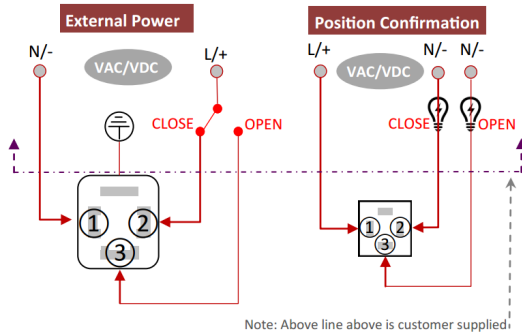 External Power
Position Confirmation
N/-
VAC/VDC
L/+
L/+
VAC/VDC
N/-
N/-
CLOSE
OPEN
CLOSE
OPEN
1
2
3
1
2
3
Note: Above line above is customer supplied